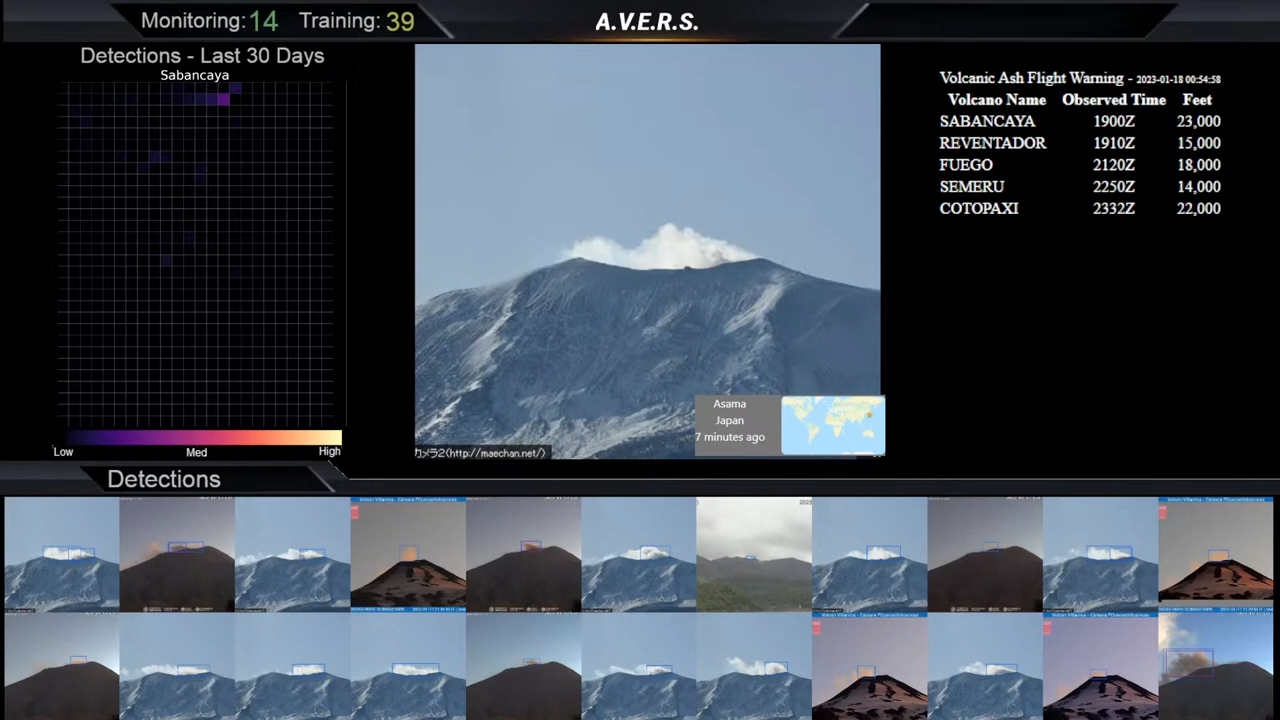 Monitoring: 14 Training: 39
A.V.E.R.S.
Detections - Last 30 Days
Sabancaya
Low Med High
カメラ2(http://maechan.net/)
Asama
Japan
7 minutes ago
Volcanic Ash Flight Warning - 2023-01-18 00:54:58
Volcano Name Observed Time Feet
SABANCAYA 1900Z 23,000
REVENTADOR 1910Z 15,000
FUEGO 2120Z 18,000
SEMERU 2250Z 14,000
COTOPAXI 2332Z 22,000
Detections